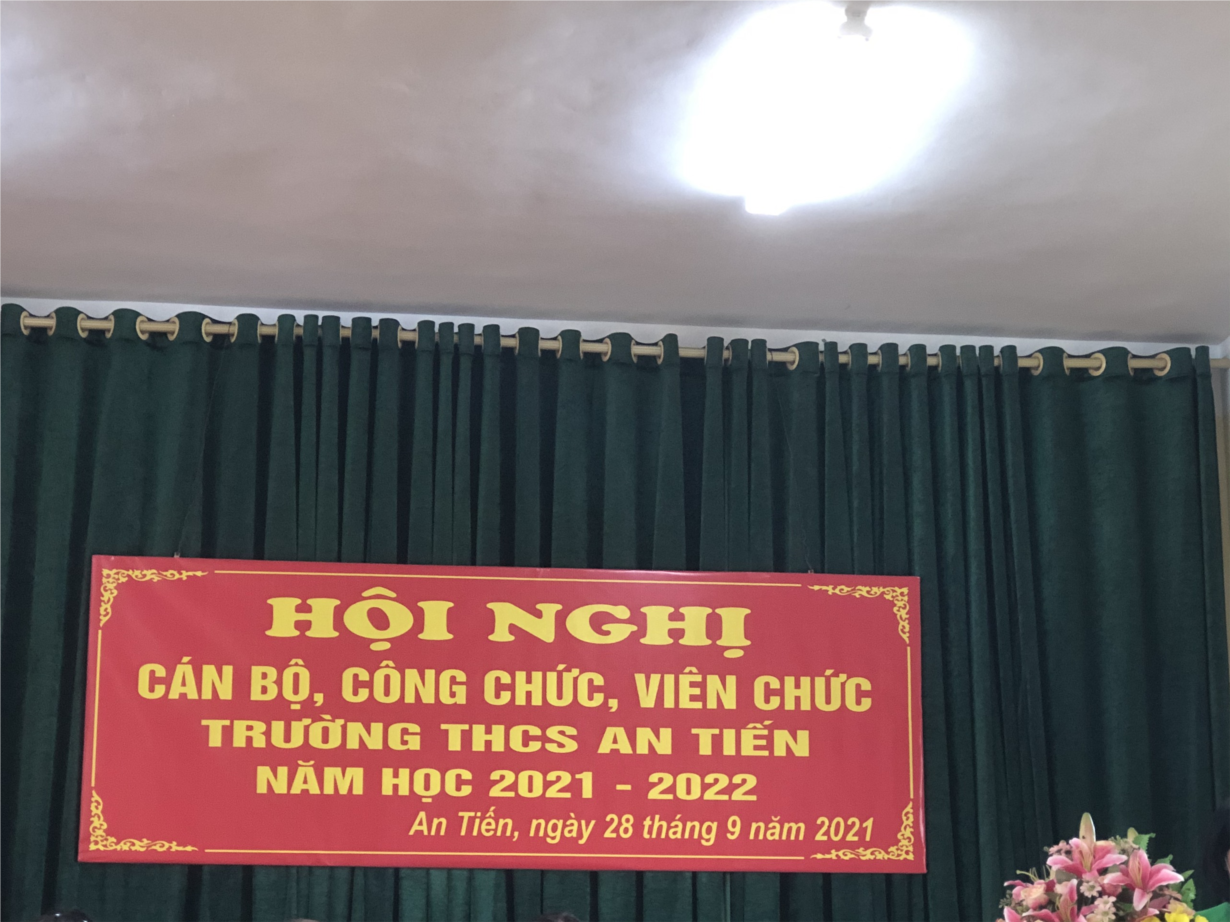 HỘI NGHỊ
CÁN BỘ, CÔNG CHỨC, VIÊN CHỨC
TRƯỜNG THCS AN TIẾN
NĂM HỌC 2021 - 2022
An Tiến, ngày 28 tháng 9 năm 2021